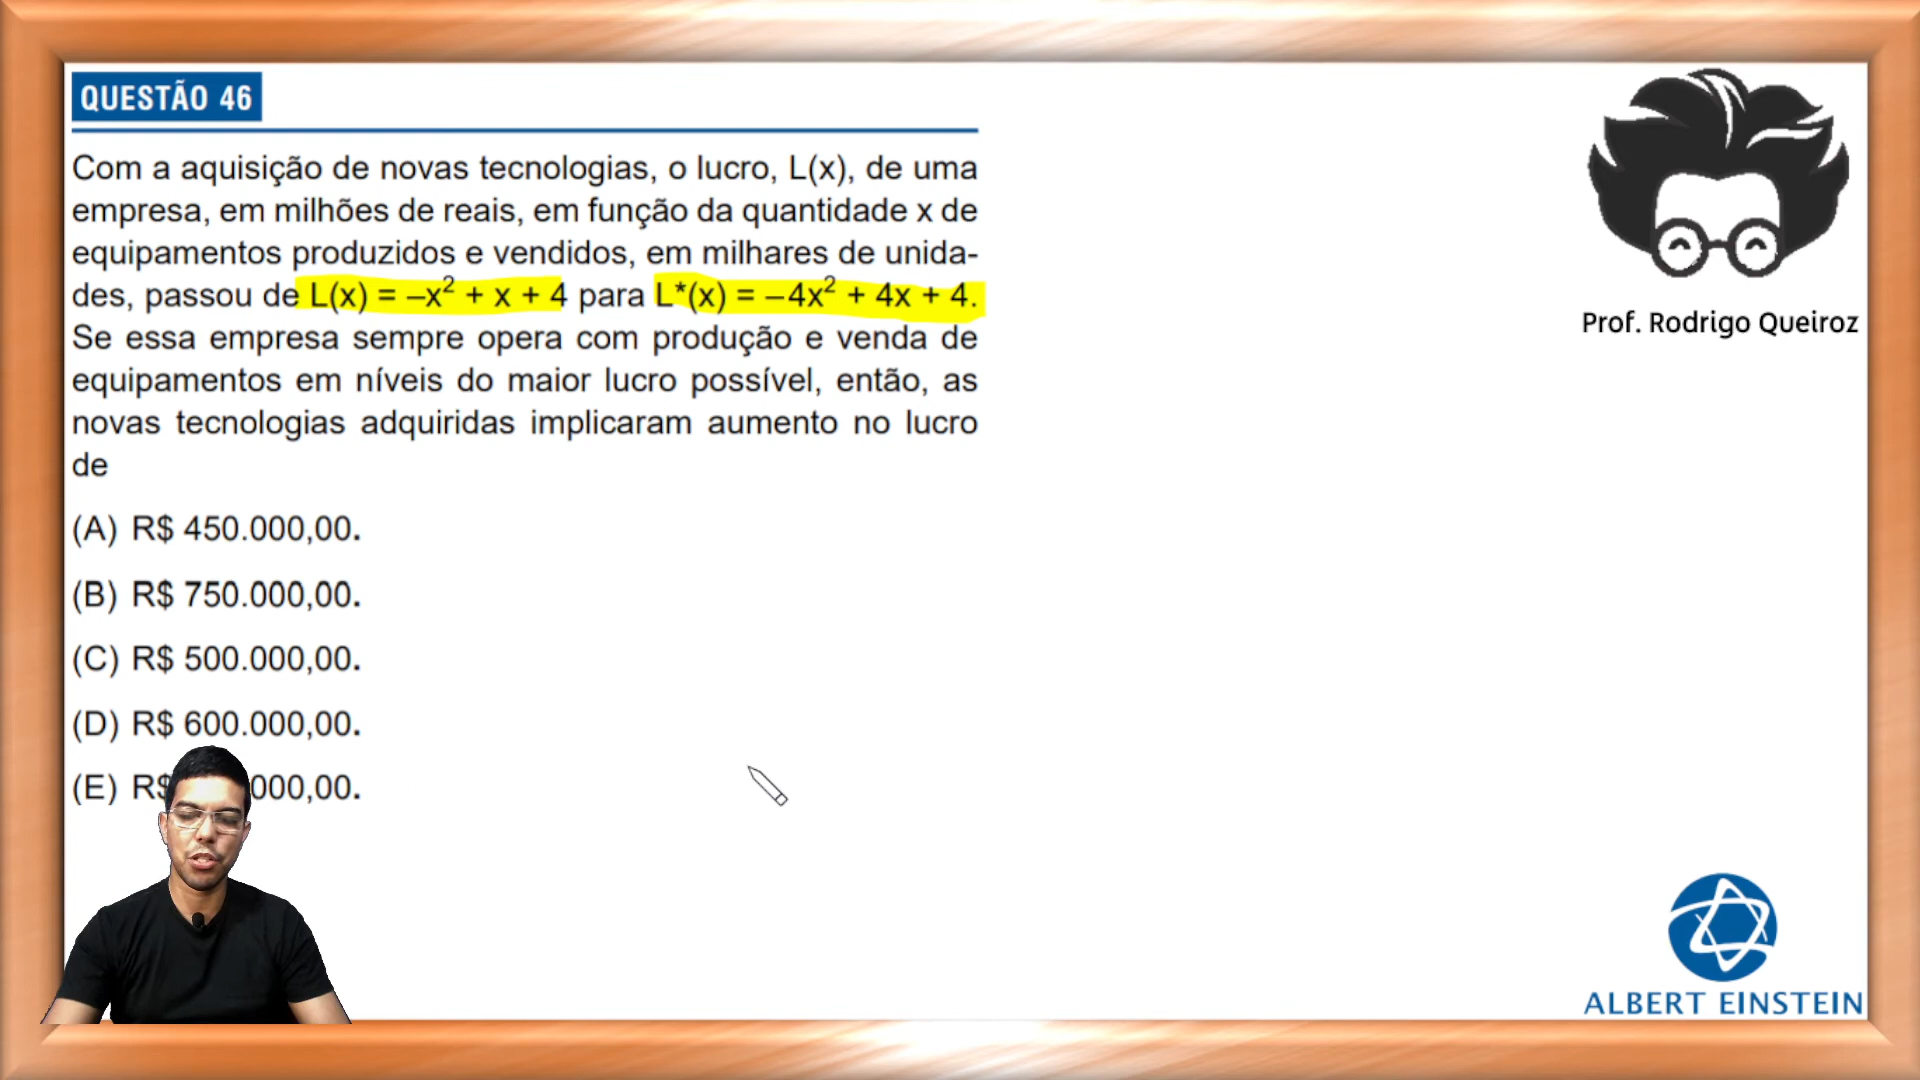 QUESTÃO 46
Com a aquisição de novas tecnologias, o lucro, L(x), de uma
empresa, em milhões de reais, em função da quantidade x de
equipamentos produzidos e vendidos, em milhares de unida-
des, passou de L(x) = –x² + x + 4 para L*(x) = –4x² + 4x + 4.
Se essa empresa sempre opera com produção e venda de
equipamentos em níveis do maior lucro possível, então, as
novas tecnologias adquiridas implicaram aumento no lucro
de
(A) R$ 450.000,00.
(B) R$ 750.000,00.
(C) R$ 500.000,00.
(D) R$ 600.000,00.
(E) R$ 000,00.
Prof. Rodrigo Queiroz
ALBERT EINSTEIN